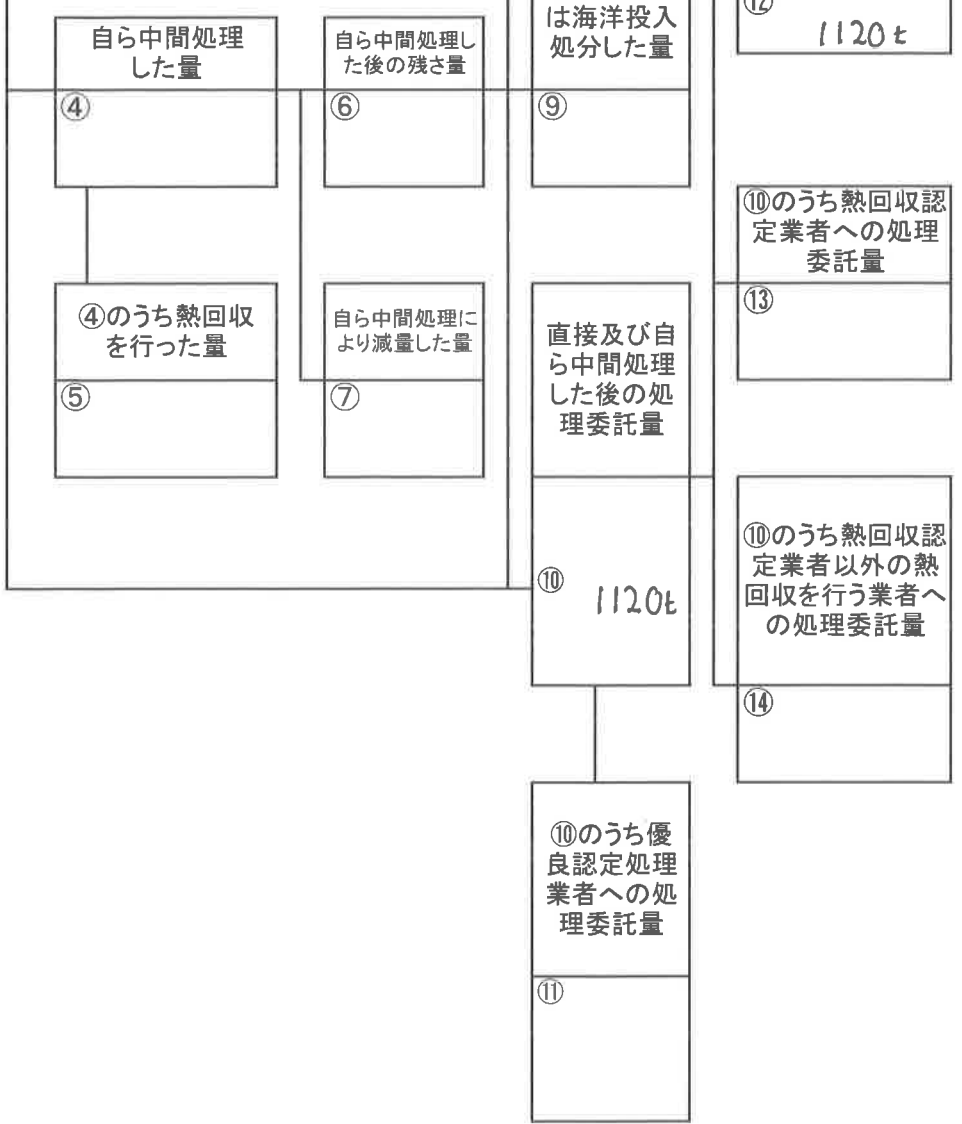 自ら中間処理
した量
④
自ら中間処理し
た後の残さ量
⑥
は海洋投入
処分した量
⑨
⑫
1120t
⑩のうち熱回収認
定業者への処理
委託量
⑬
④のうち熱回収
を行った量
⑤
自ら中間処理に
より減量した量
⑦
直接及び自
ら中間処理
した後の処
理委託量
⑩
1120t
⑩のうち熱回収認
定業者以外の熱
回収を行う業者へ
の処理委託量
⑭
⑩のうち優
良認定処理
業者への処
理委託量
⑪